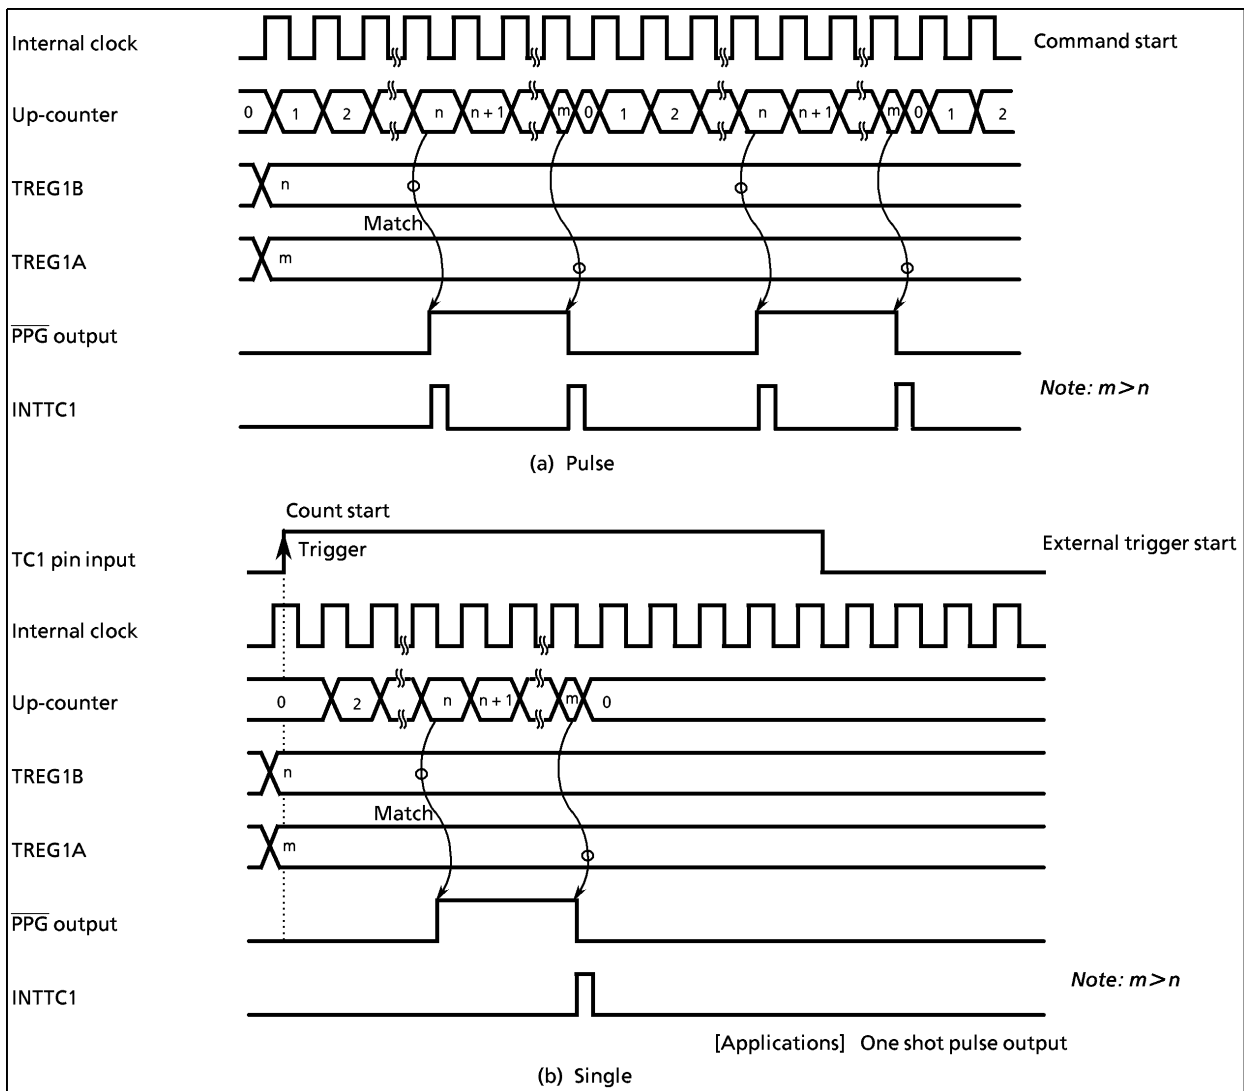 Internal clock
Command start
Up-counter 0 1 2 n n+1 m 0 1 2 n n+1 m 0 1 2
TREG1B n
Match
TREG1A m
PPG output
Note: m>n
INTTC1
(a) Pulse
Count start
Trigger
External trigger start
TC1 pin input
Internal clock
Up-counter 0 2 n n+1 m 0
TREG1B n
Match
TREG1A m
PPG output
Note: m>n
INTTC1
[Applications] One shot pulse output
(b) Single